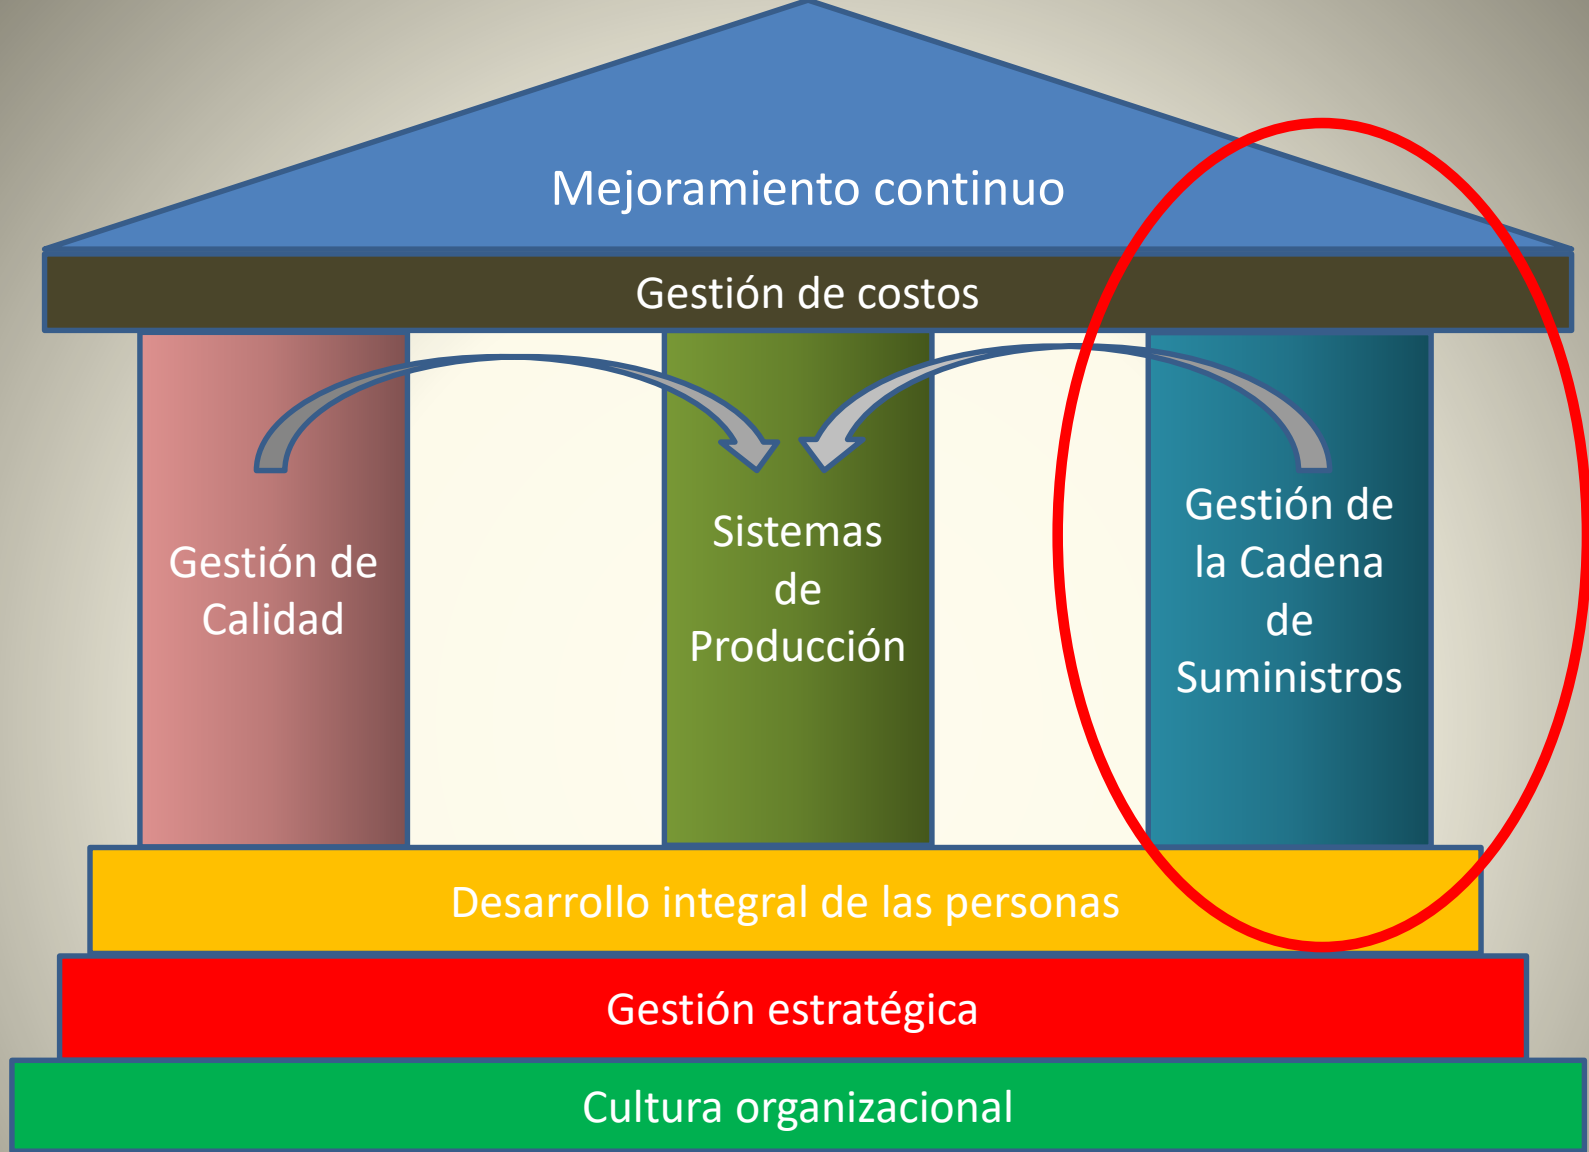 Mejoramiento continuo
Gestión de costos
Gestión de
Calidad
Sistemas
de
Producción
Gestión de
la Cadena
de
Suministros
Desarrollo integral de las personas
Gestión estratégica
Cultura organizacional